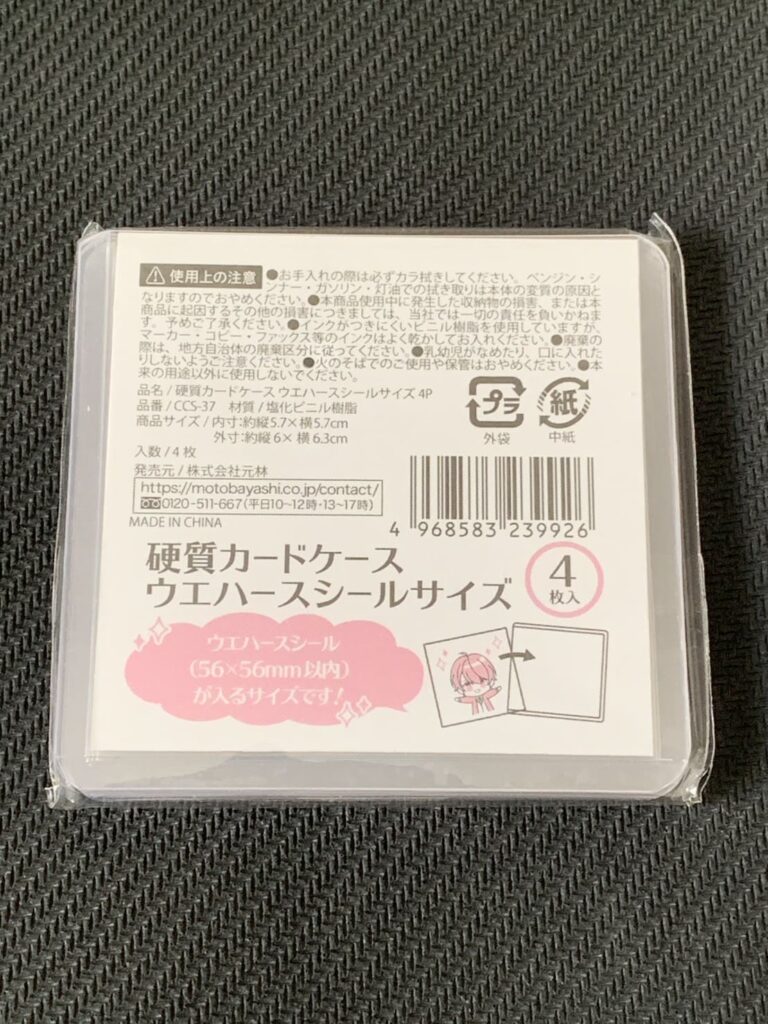 使用上の注意 ●お手入れの際は必ずカラ拭きしてください。ベンジン・シ
ンナー・ガソリン・灯油での拭き取りは本体の変質の原因と
なりますのでおやめください。●本商品使用中に発生した収納物の損害、または本
商品に起因するその他の損害につきましては、当社では一切の責任を負いかねま
す。予めご了承ください。●インクがつきにくいビニル樹脂を使用していますが、
マーカー・コピー・ファックス等のインクはよく乾かしてお入れください。●廃棄
の際は、地方自治体の廃棄区分に従ってください。●乳幼児がなめたり、口に入れた
りしないようご注意ください。●火のそばでのご使用や保管はおやめください。●本
来の用途以外に使用しないでください。
品名/硬質カードケース ウエハースシールサイズ 4P
品番/CCS-37 材質/塩化ビニル樹脂
商品サイズ/内寸:約縦5.7×横5.7cm
外寸:約縦6×横6.3cm
入数/4枚
発売元/株式会社元林
https://motobayashi.co.jp/contact/
0120-511-667(平日10〜12時・13〜17時)
MADE IN CHINA
プラ
外袋
紙
中紙
4 968583 239926
硬質カードケース
ウエハースシールサイズ
4
枚入
ウエハースシール
(56×56mm以内)
が入るサイズです!